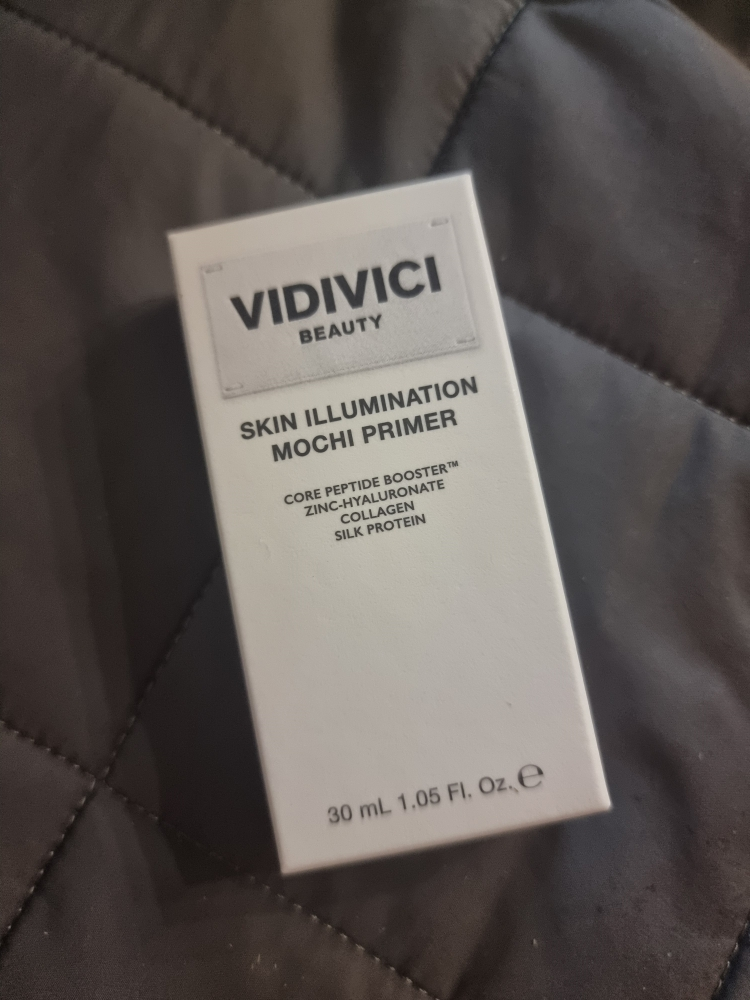 VIDIVICI
BEAUTY
SKIN ILLUMINATION
MOCHI PRIMER
CORE PEPTIDE BOOSTER™
ZINC-HYALURONATE
COLLAGEN
SILK PROTEIN
30 mL 1.05 Fl. Oz. ℮